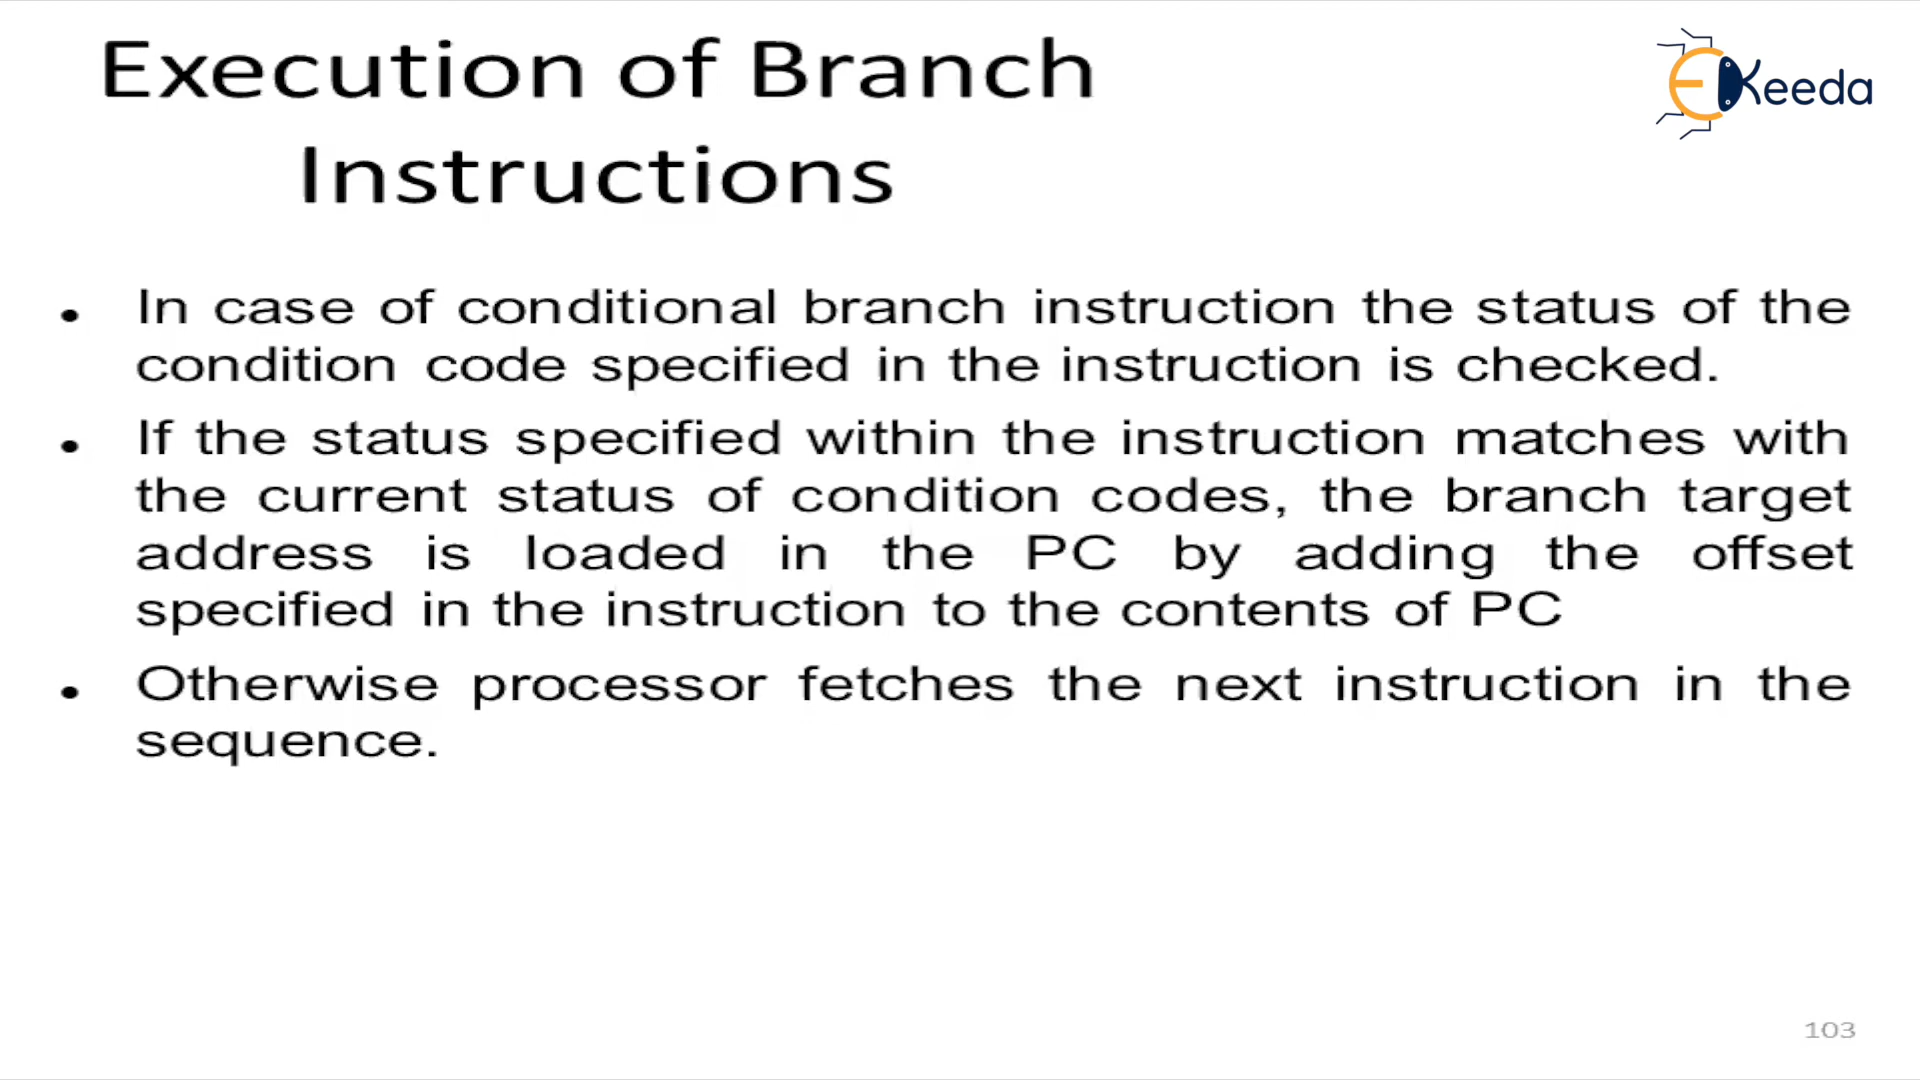 Execution of Branch
Instructions
EKeeda
• In case of conditional branch instruction the status of the
condition code specified in the instruction is checked.
• If the status specified within the instruction matches with
the current status of condition codes, the branch target
address is loaded in the PC by adding the offset
specified in the instruction to the contents of PC
• Otherwise processor fetches the next instruction in the
sequence.
103